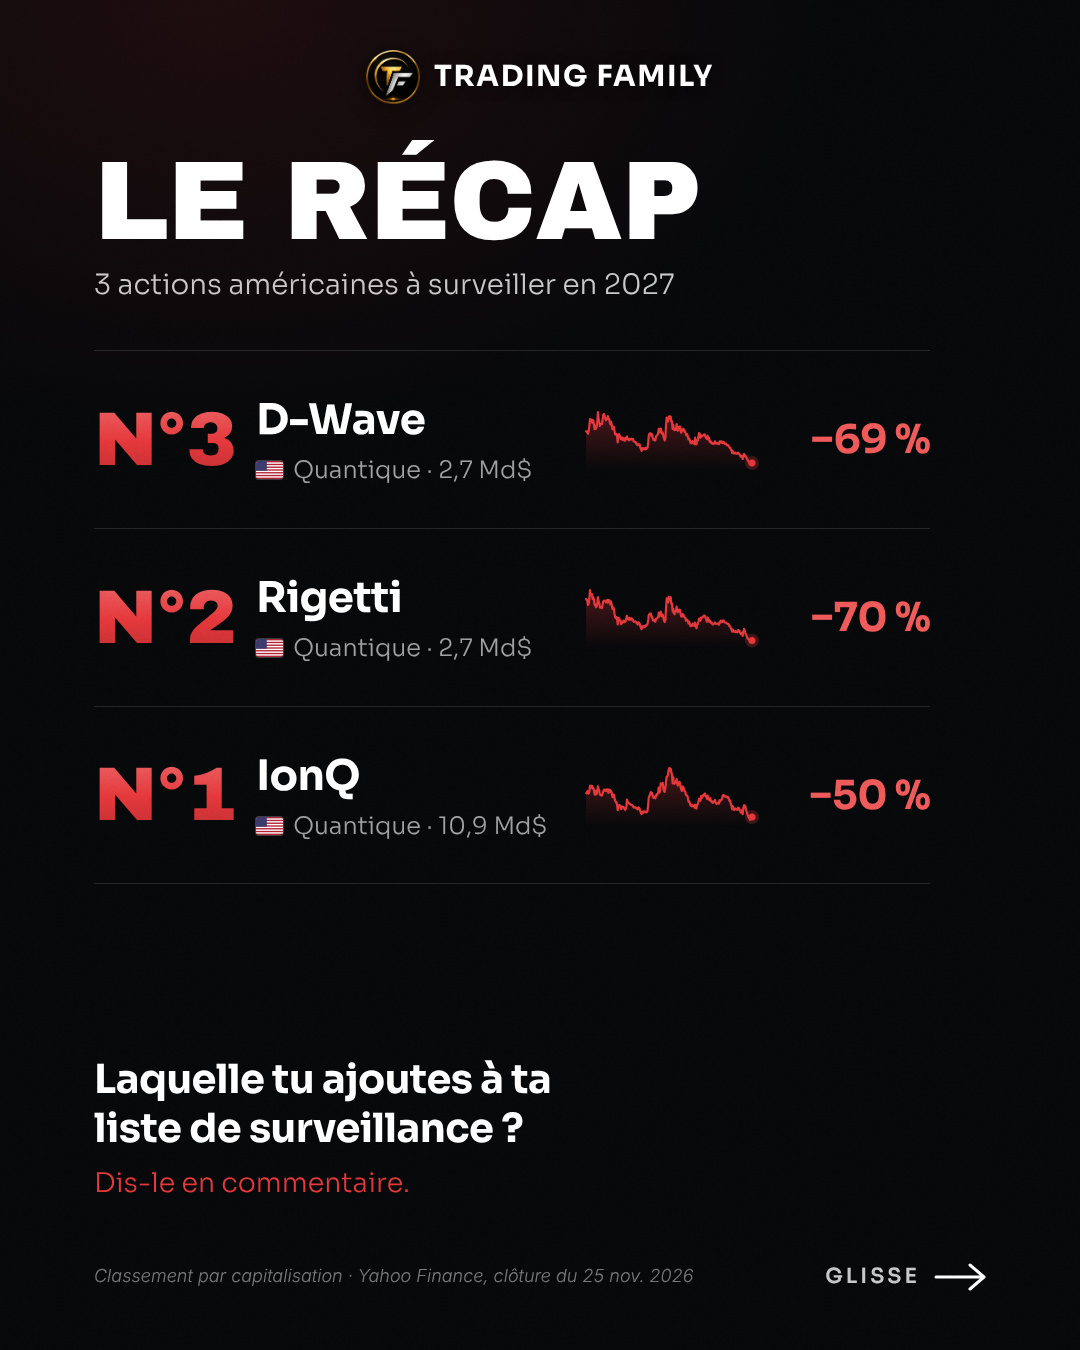 TF TRADING FAMILY
LE RÉCAP
3 actions américaines à surveiller en 2027
N°3 D-Wave
Quantique · 2,7 Md$
−69 %
N°2 Rigetti
Quantique · 2,7 Md$
−70 %
N°1 IonQ
Quantique · 10,9 Md$
−50 %
Laquelle tu ajoutes à ta
liste de surveillance ?
Dis-le en commentaire.
Classement par capitalisation · Yahoo Finance, clôture du 25 nov. 2026
GLISSE